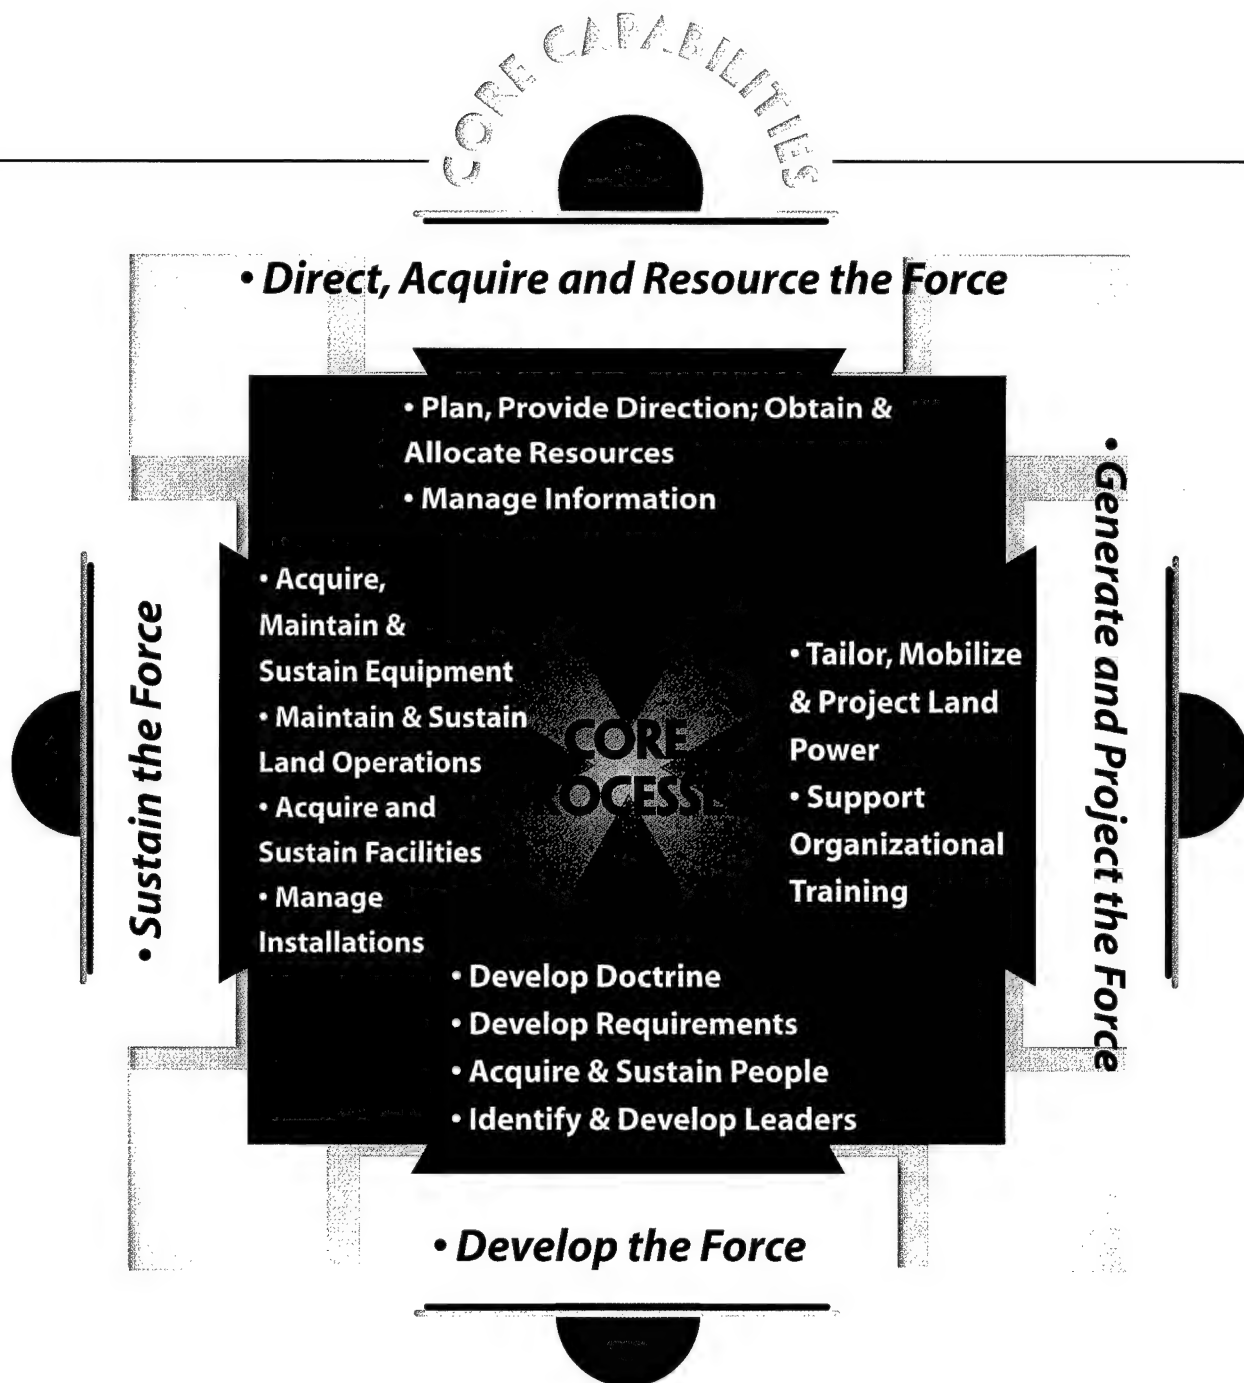 CORE CAPABILITIES
• Direct, Acquire and Resource the Force
• Plan, Provide Direction; Obtain &
Allocate Resources
• Manage Information
• Sustain the Force
• Acquire,
Maintain &
Sustain Equipment
• Maintain & Sustain
Land Operations
• Acquire and
Sustain Facilities
• Manage
Installations
CORE
OCESS
• Tailor, Mobilize
& Project Land
Power
• Support
Organizational
Training
• Generate and Project the Force
• Develop Doctrine
• Develop Requirements
• Acquire & Sustain People
• Identify & Develop Leaders
• Develop the Force